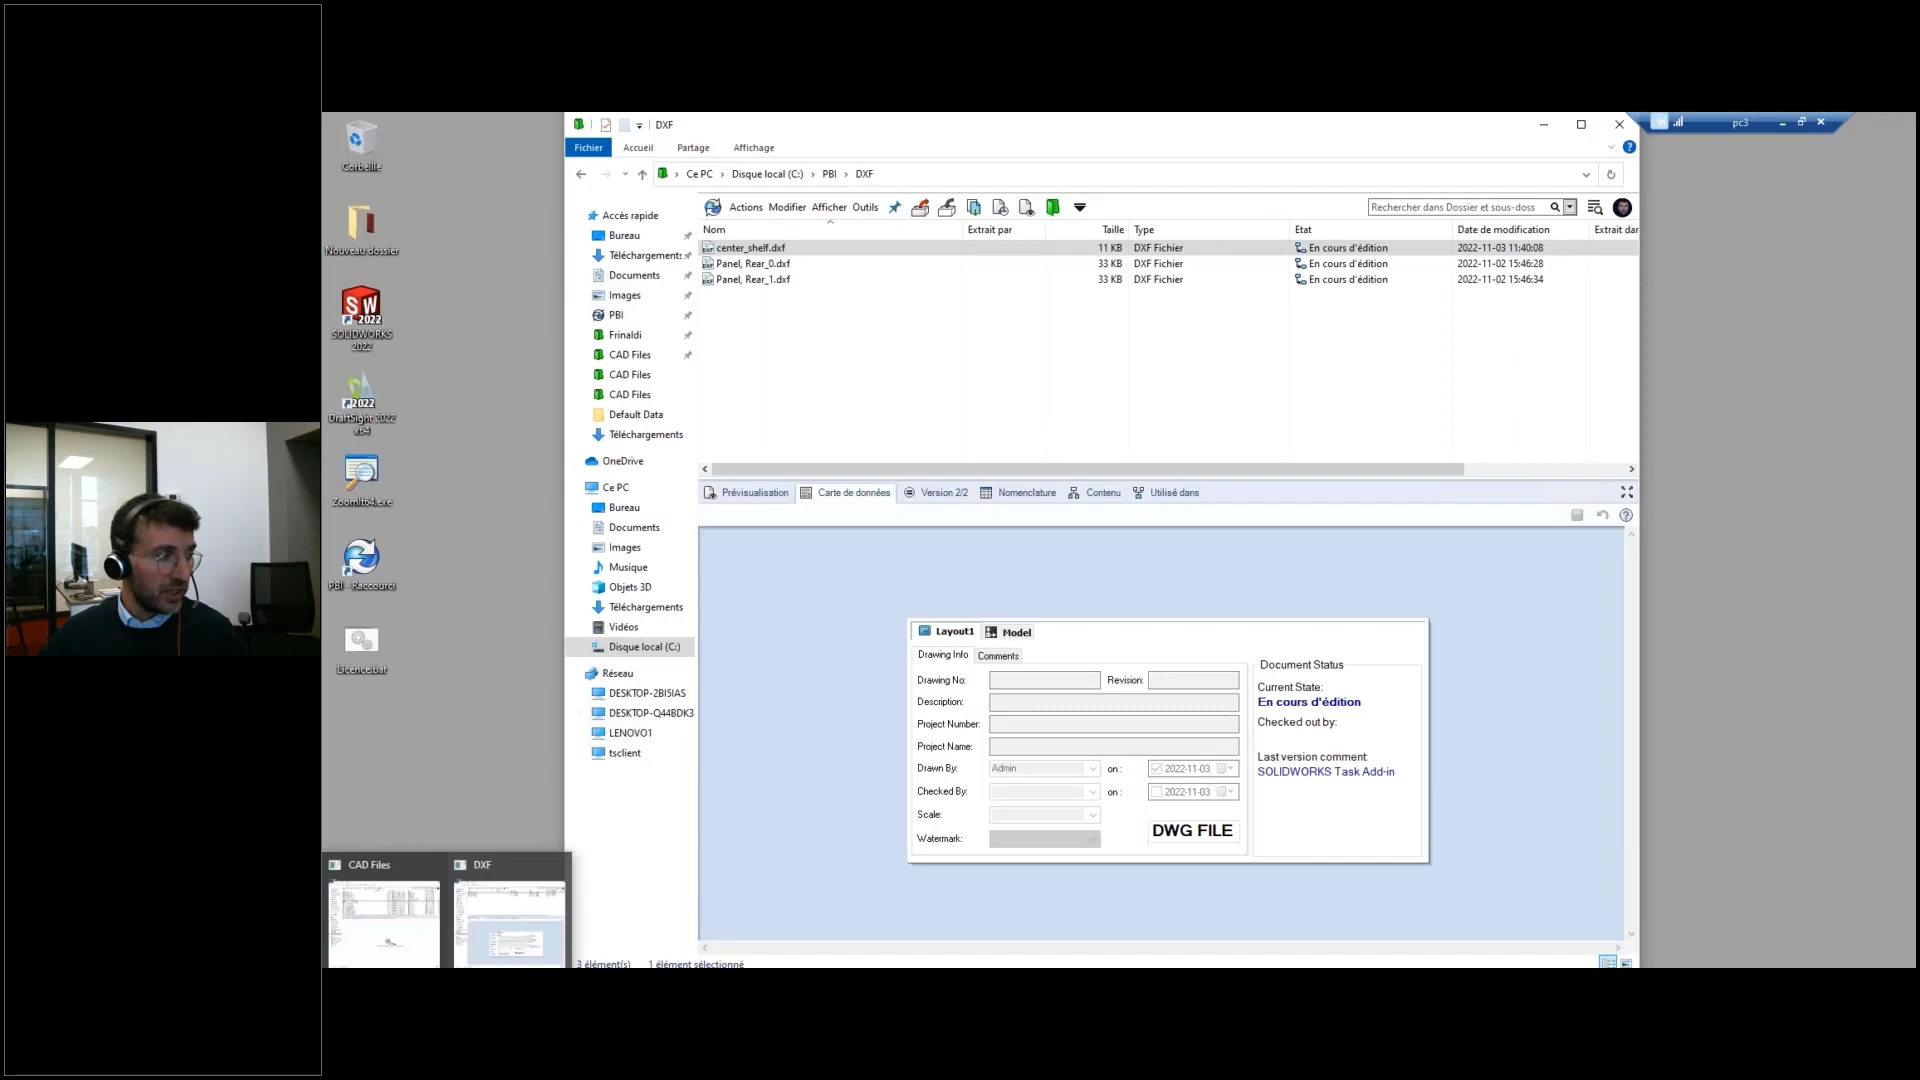 Corbeille
Nouveau dossier
SW
2022
SOLIDWORKS
2022
2022
DraftSight 2022
x64
ZoomIt64.exe
PBI - Raccourci
Licence.bat
CAD Files
DXF
DXF
pc3
Fichier
Accueil
Partage
Affichage
Ce PC > Disque local (C:) > PBI > DXF
Accès rapide
Bureau
Téléchargements
Documents
Images
PBI
Frinaldi
CAD Files
CAD Files
CAD Files
Default Data
Téléchargements
OneDrive
Ce PC
Bureau
Documents
Images
Musique
Objets 3D
Téléchargements
Vidéos
Disque local (C:)
Réseau
DESKTOP-2BI5IAS
DESKTOP-Q44BDK3
LENOVO1
tsclient
Actions Modifier Afficher Outils
Rechercher dans Dossier et sous-doss
Nom Extrait par Taille Type Etat Date de modification Extrait dar
center_shelf.dxf 11 KB DXF Fichier En cours d'édition 2022-11-03 11:40:08
Panel, Rear_0.dxf 33 KB DXF Fichier En cours d'édition 2022-11-02 15:46:28
Panel, Rear_1.dxf 33 KB DXF Fichier En cours d'édition 2022-11-02 15:46:34
Prévisualisation Carte de données Version 2/2 Nomenclature Contenu Utilisé dans
Layout1 Model
Drawing Info Comments
Drawing No: Revision:
Description:
Project Number:
Project Name:
Drawn By: Admin on : 2022-11-03
Checked By: on : 2022-11-03
Scale:
Watermark:
DWG FILE
Document Status
Current State:
En cours d'édition
Checked out by:
Last version comment:
SOLIDWORKS Task Add-in
3 élément(s) 1 élément sélectionné